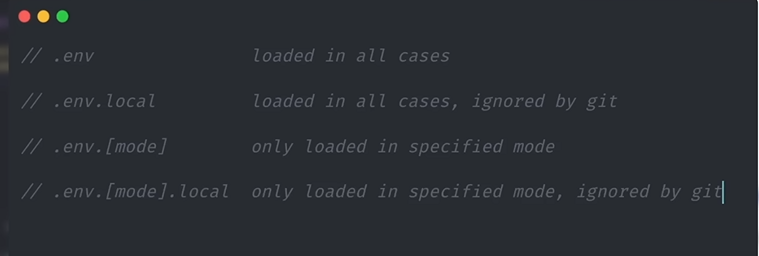 // .env loaded in all cases
// .env.local loaded in all cases, ignored by git
// .env.[mode] only loaded in specified mode
// .env.[mode].local only loaded in specified mode, ignored by git